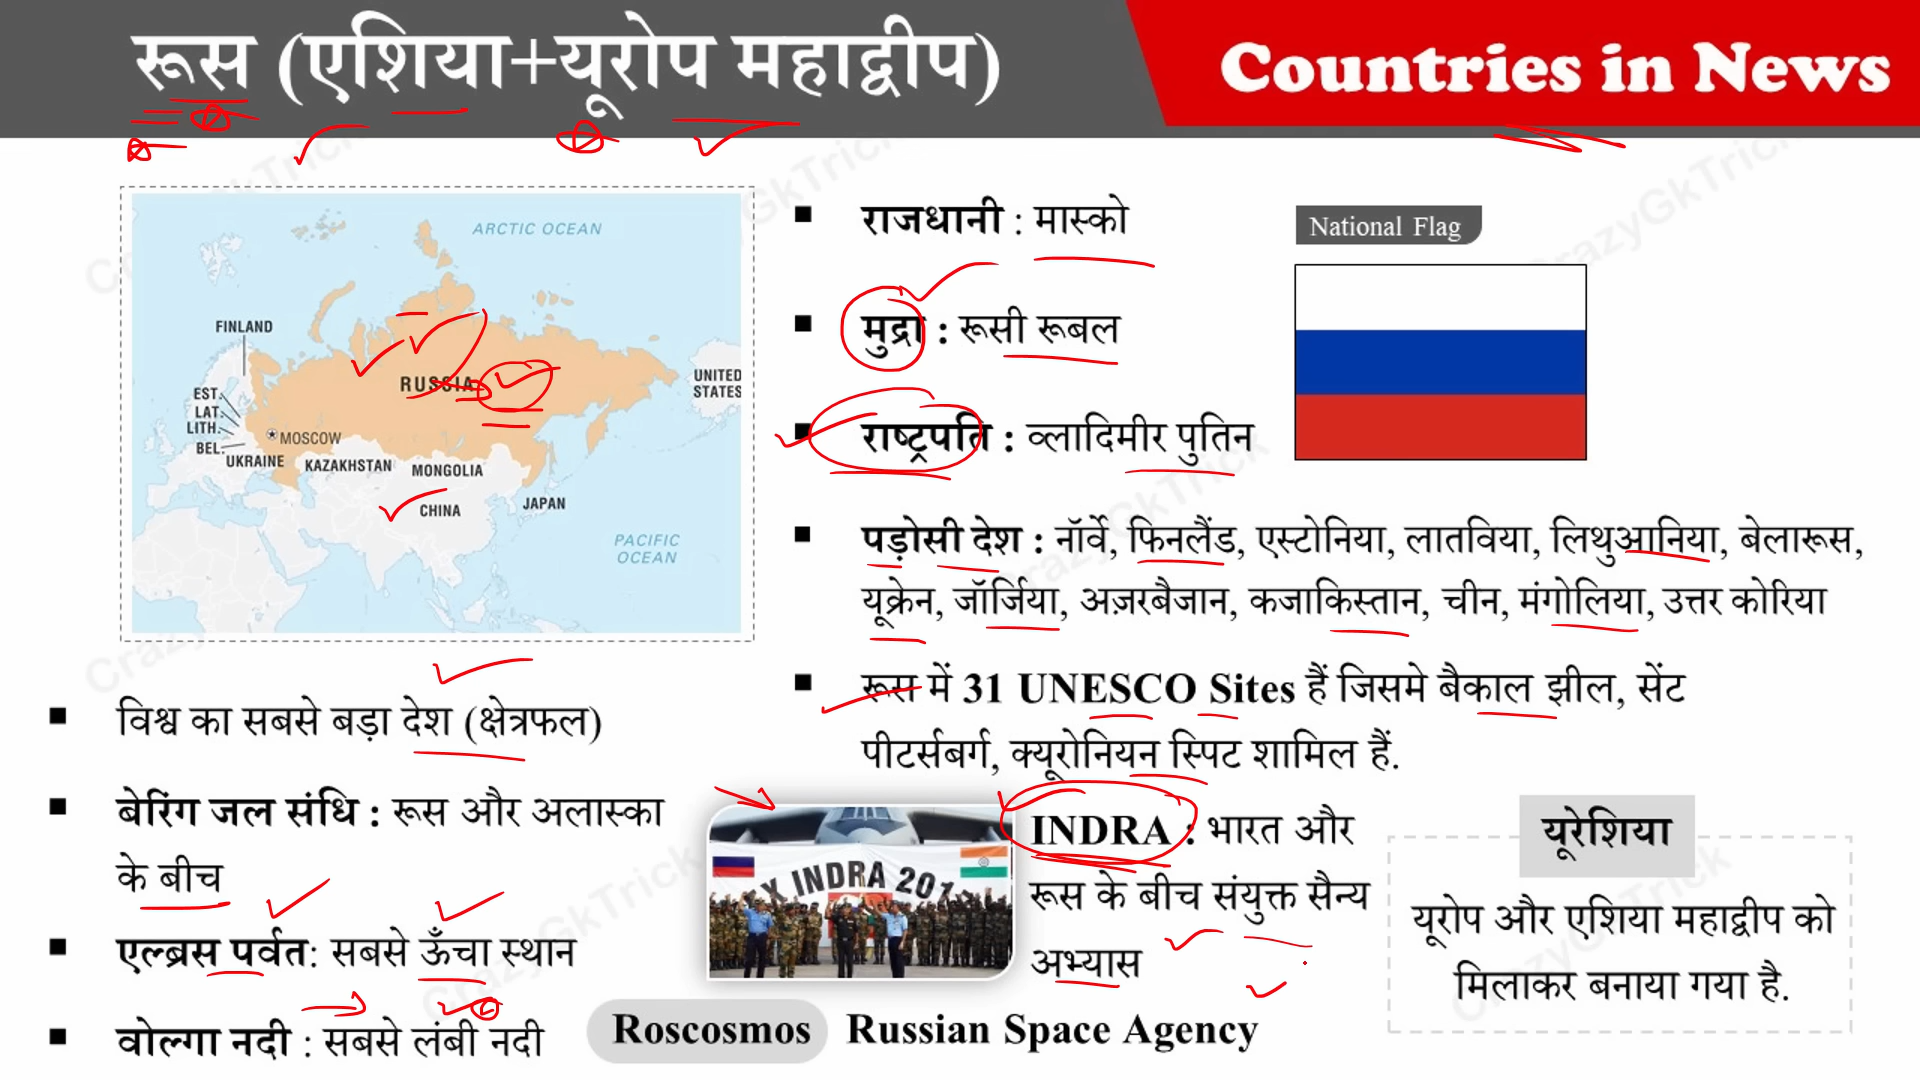 रूस (एशिया+यूरोप महाद्वीप)
Countries in News
ARCTIC OCEAN
FINLAND
RUSSIA
UNITED
STATES
EST.
LAT.
LITH.
BEL.
MOSCOW
UKRAINE
KAZAKHSTAN
MONGOLIA
CHINA
JAPAN
PACIFIC
OCEAN
राजधानी : मास्को
मुद्रा : रूसी रूबल
राष्ट्रपति : व्लादिमीर पुतिन
National Flag
पड़ोसी देश : नॉर्वे, फिनलैंड, एस्टोनिया, लातविया, लिथुआनिया, बेलारूस,
यूक्रेन, जॉर्जिया, अज़रबैजान, कजाकिस्तान, चीन, मंगोलिया, उत्तर कोरिया
रूस में 31 UNESCO Sites हैं जिसमे बैकाल झील, सेंट
पीटर्सबर्ग, क्यूरोनियन स्पिट शामिल हैं.
विश्व का सबसे बड़ा देश (क्षेत्रफल)
बेरिंग जल संधि : रूस और अलास्का
के बीच
एल्ब्रस पर्वत: सबसे ऊँचा स्थान
वोल्गा नदी : सबसे लंबी नदी
INDRA
INDRA : भारत और
रूस के बीच संयुक्त सैन्य
अभ्यास
Roscosmos Russian Space Agency
यूरेशिया
यूरोप और एशिया महाद्वीप को
मिलाकर बनाया गया है.
CrazyGkTrick